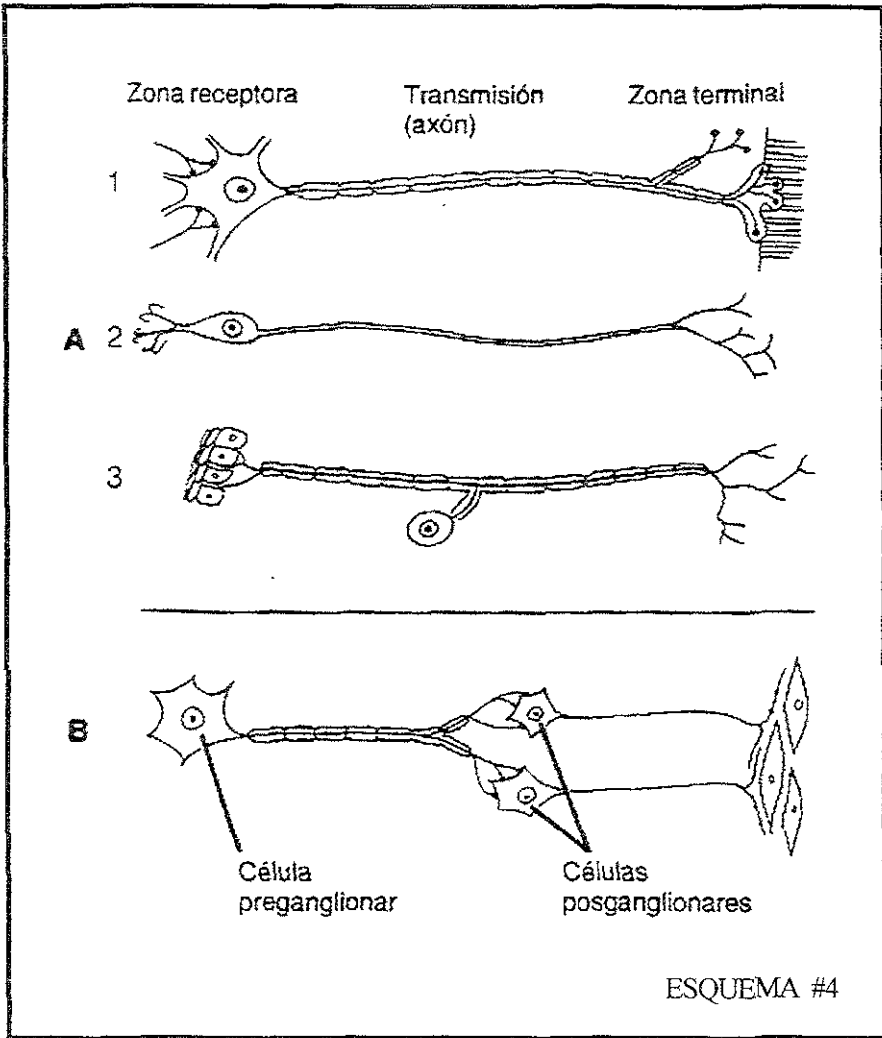 Zona receptora
Transmisión
(axón)
Zona terminal
1
A 2
3
B
Célula
preganglionar
Células
posganglionares
ESQUEMA #4